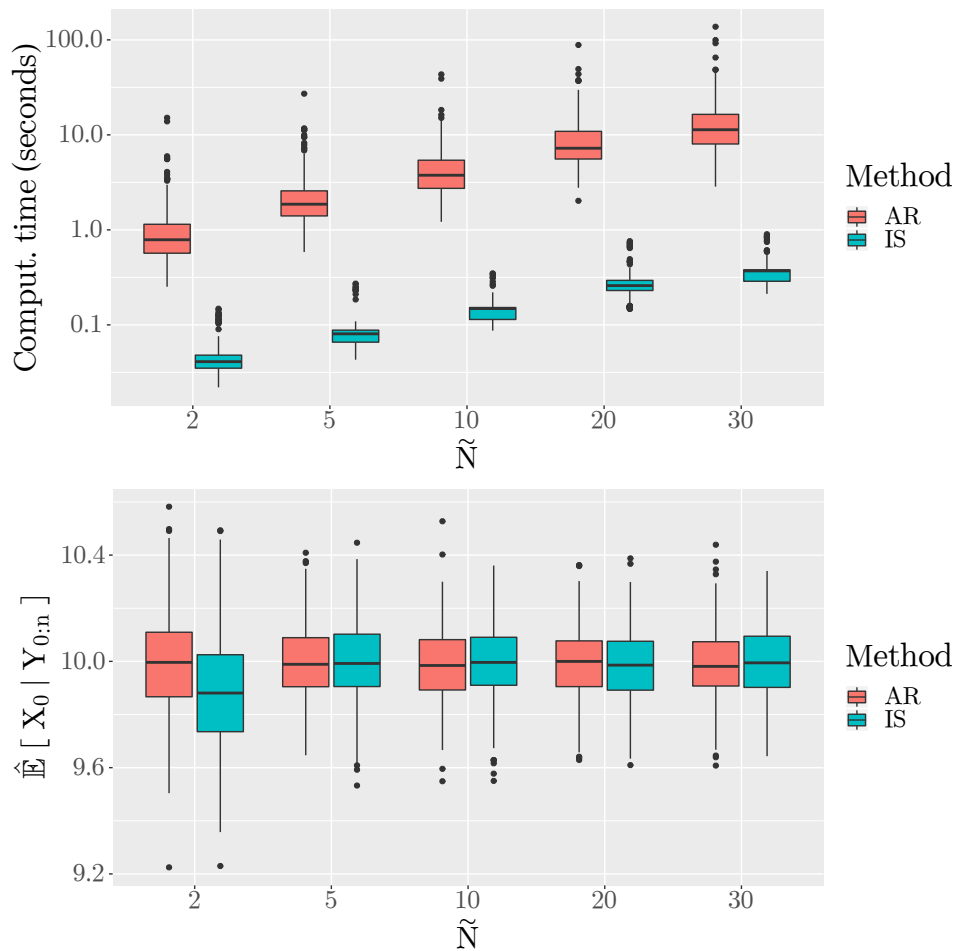 Comput. time (seconds)
100.0
10.0
1.0
0.1
2 5 10 20 30
Ñ
Method
AR
IS
𝔼̂ [ X₀ | Y₀:ₙ ]
10.4
10.0
9.6
9.2
2 5 10 20 30
Ñ
Method
AR
IS